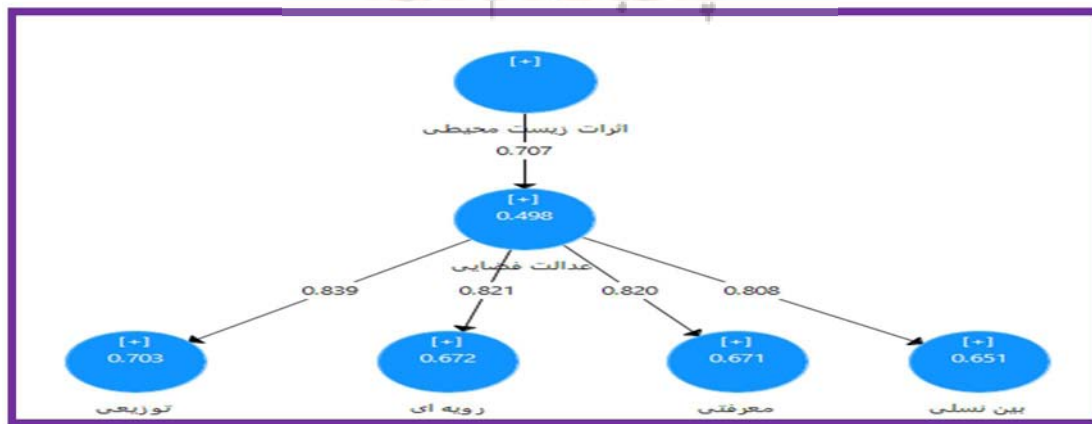 [+]
اثرات زیست محیطی
0.707
[+]
0.498
عدالت فضایی
0.839 0.821 0.820 0.808
[+] [+] [+] [+]
0.703 0.672 0.671 0.651
توزیعی رویه ای معرفتی بین نسلی